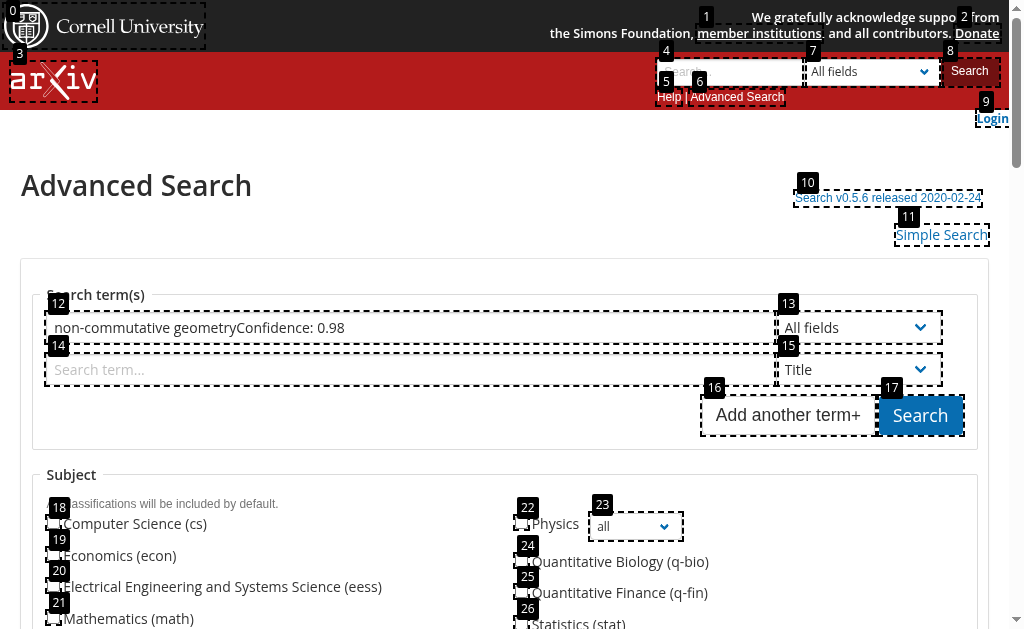 0
Cornell University
1
2
We gratefully acknowledge support from
the Simons Foundation, member institutions, and all contributors. Donate
3
arXiv
4
7
8
Search...
All fields
Search
5
6
Help | Advanced Search
9
Login
Advanced Search
10
Search v0.5.6 released 2020-02-24
11
Simple Search
Search term(s)
12
13
non-commutative geometryConfidence: 0.98
All fields
14
15
Search term...
Title
16
17
Add another term+
Search
Subject
classifications will be included by default.
18
Computer Science (cs)
22
Physics
23
all
19
Economics (econ)
24
Quantitative Biology (q-bio)
20
Electrical Engineering and Systems Science (eess)
25
Quantitative Finance (q-fin)
21
Mathematics (math)
26
Statistics (stat)